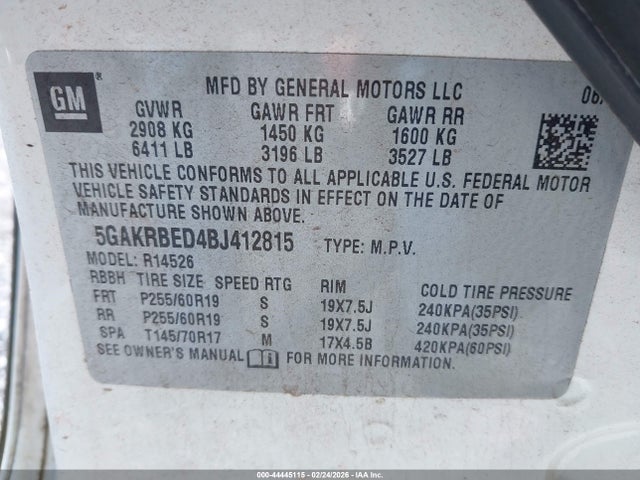 GM ®
MFD BY GENERAL MOTORS LLC
GVWR GAWR FRT GAWR RR
2908 KG 1450 KG 1600 KG
6411 LB 3196 LB 3527 LB
THIS VEHICLE CONFORMS TO ALL APPLICABLE U.S. FEDERAL MOTOR
VEHICLE SAFETY STANDARDS IN EFFECT ON THE DATE OF
MANUFACTURE SHOWN ABOVE.
5GAKRBED4BJ412815 TYPE: M.P.V.
MODEL: R14526
RBBH TIRE SIZE SPEED RTG RIM COLD TIRE PRESSURE
FRT P255/60R19 S 19X7.5J 240KPA(35PSI)
RR P255/60R19 S 19X7.5J 240KPA(35PSI)
SPA T145/70R17 M 17X4.5B 420KPA(60PSI)
SEE OWNER'S MANUAL FOR MORE INFORMATION.
000-44445115 - 02/24/2026 - IAAI.COM